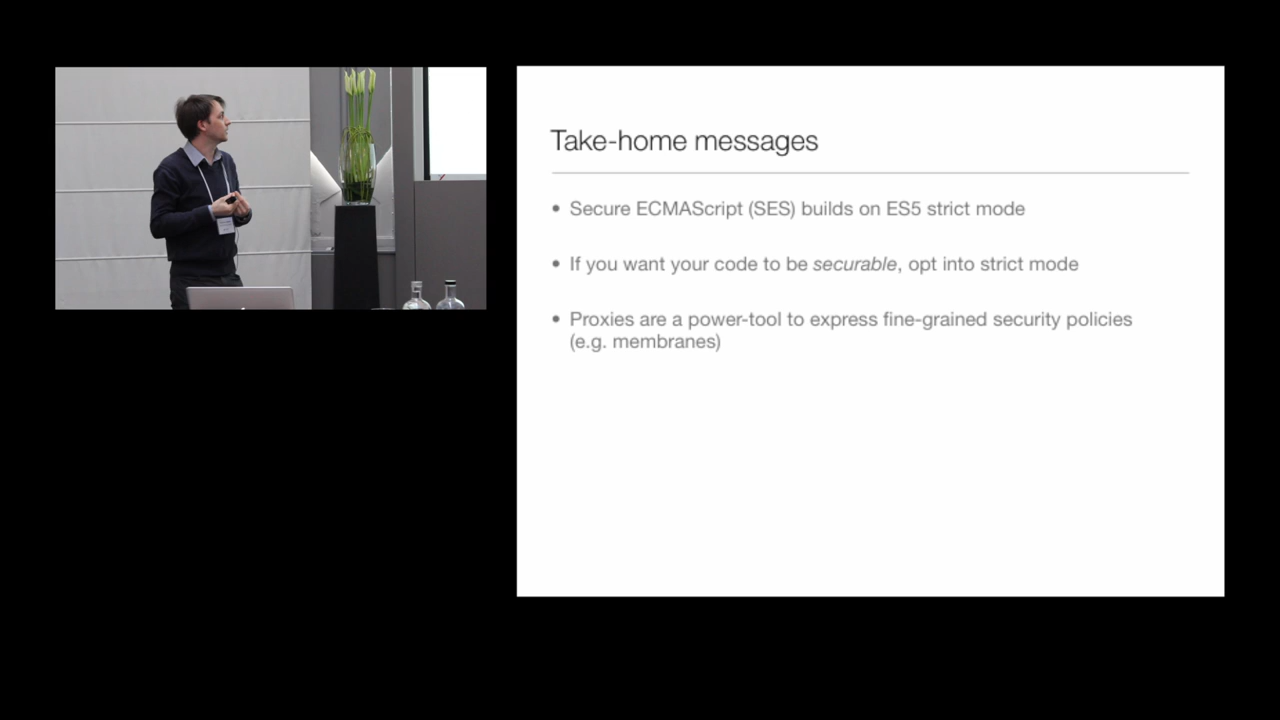 Take-home messages
• Secure ECMAScript (SES) builds on ES5 strict mode
• If you want your code to be securable, opt into strict mode
• Proxies are a power-tool to express fine-grained security policies
(e.g. membranes)